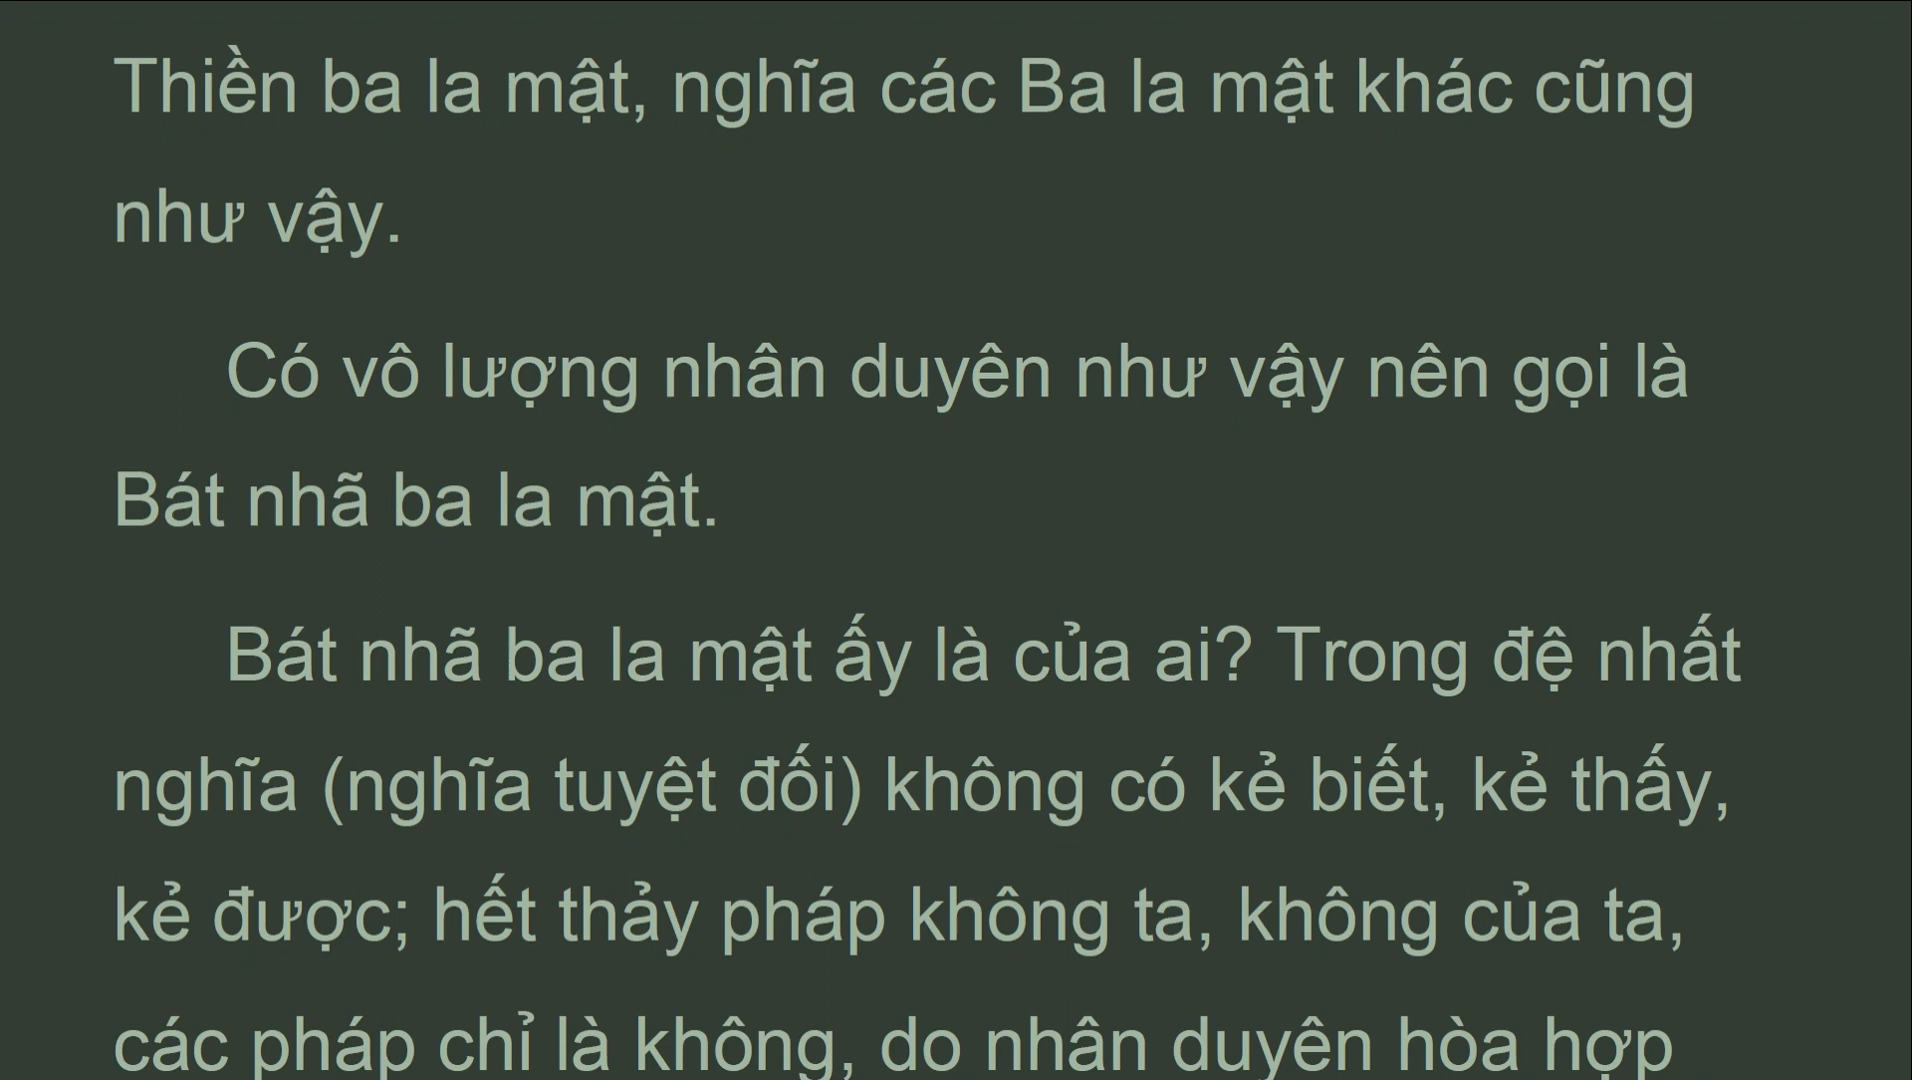 Thiền ba la mật, nghĩa các Ba la mật khác cũng
như vậy.
Có vô lượng nhân duyên như vậy nên gọi là
Bát nhã ba la mật.
Bát nhã ba la mật ấy là của ai? Trong đệ nhất
nghĩa (nghĩa tuyệt đối) không có kẻ biết, kẻ thấy,
kẻ được; hết thảy pháp không ta, không của ta,
các pháp chỉ là không, do nhân duyên hòa hợp